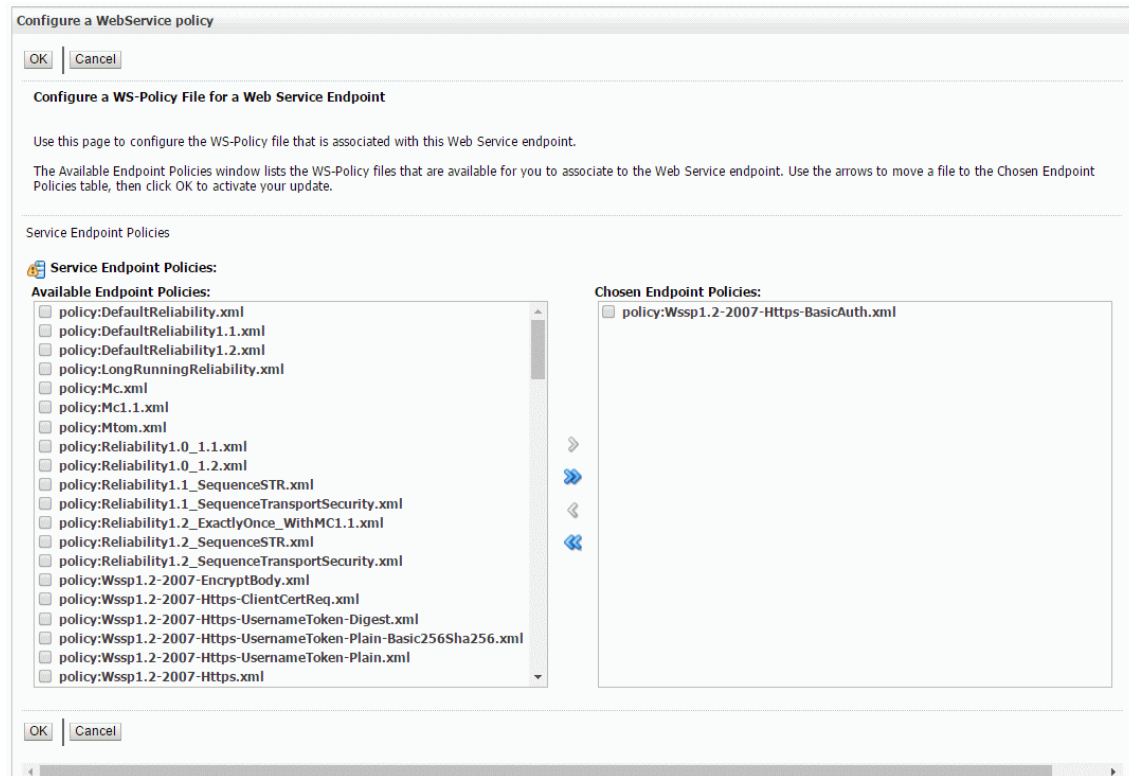 Configure a WebService policy
OK
Cancel
Configure a WS-Policy File for a Web Service Endpoint
Use this page to configure the WS-Policy file that is associated with this Web Service endpoint.
The Available Endpoint Policies window lists the WS-Policy files that are available for you to associate to the Web Service endpoint. Use the arrows to move a file to the Chosen Endpoint
Policies table, then click OK to activate your update.
Service Endpoint Policies
Service Endpoint Policies:
Available Endpoint Policies:
policy:DefaultReliability.xml
policy:DefaultReliability1.1.xml
policy:DefaultReliability1.2.xml
policy:LongRunningReliability.xml
policy:Mc.xml
policy:Mc1.1.xml
policy:Mtom.xml
policy:Reliability1.0_1.1.xml
policy:Reliability1.0_1.2.xml
policy:Reliability1.1_SequenceSTR.xml
policy:Reliability1.1_SequenceTransportSecurity.xml
policy:Reliability1.2_ExactlyOnce_WithMC1.1.xml
policy:Reliability1.2_SequenceSTR.xml
policy:Reliability1.2_SequenceTransportSecurity.xml
policy:Wssp1.2-2007-EncryptBody.xml
policy:Wssp1.2-2007-Https-ClientCertReq.xml
policy:Wssp1.2-2007-Https-UsernameToken-Digest.xml
policy:Wssp1.2-2007-Https-UsernameToken-Plain-Basic256Sha256.xml
policy:Wssp1.2-2007-Https-UsernameToken-Plain.xml
policy:Wssp1.2-2007-Https.xml
Chosen Endpoint Policies:
policy:Wssp1.2-2007-Https-BasicAuth.xml
OK
Cancel